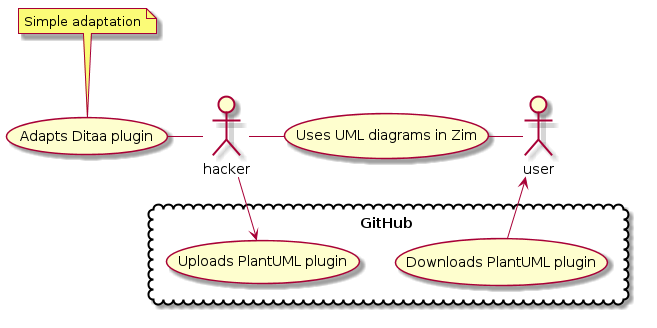 Simple adaptation
Adapts Ditaa plugin
Uses UML diagrams in Zim
hacker
user
GitHub
Uploads PlantUML plugin
Downloads PlantUML plugin